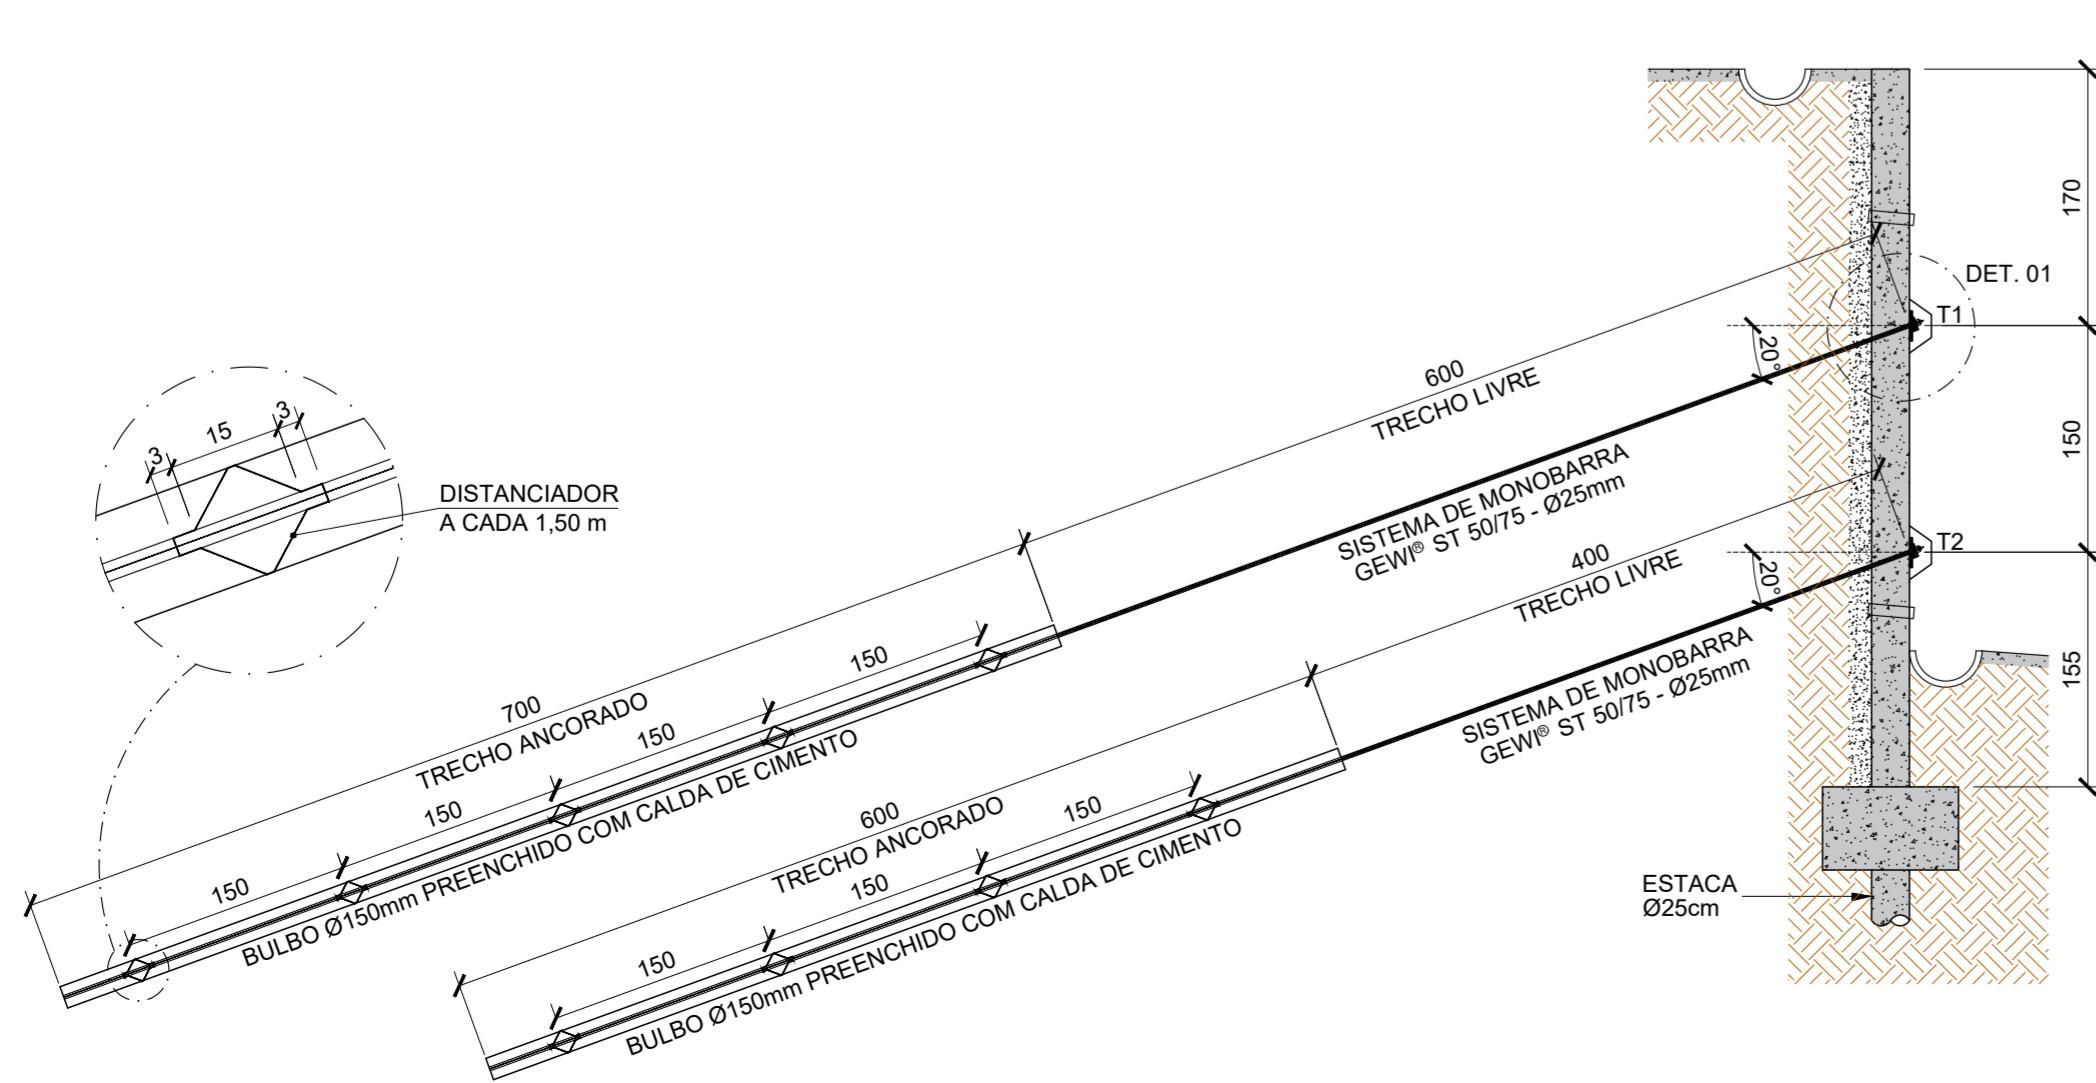 170
DET. 01
T1
20°
600
TRECHO LIVRE
150
SISTEMA DE MONOBARRA
GEWI® ST 50/75 - Ø25mm
3
15
3
DISTANCIADOR
A CADA 1,50 m
T2
20°
400
TRECHO LIVRE
SISTEMA DE MONOBARRA
GEWI® ST 50/75 - Ø25mm
155
700
TRECHO ANCORADO
150
150
150
150
BULBO Ø150mm PREENCHIDO COM CALDA DE CIMENTO
600
TRECHO ANCORADO
150
150
150
BULBO Ø150mm PREENCHIDO COM CALDA DE CIMENTO
ESTACA
Ø25cm